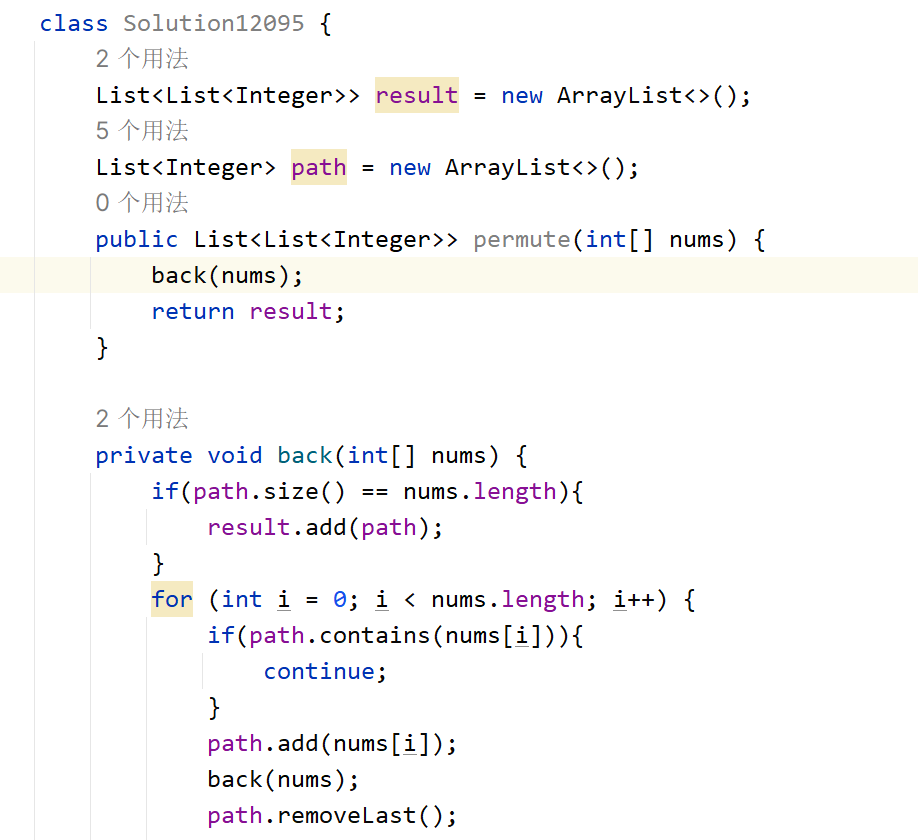 class Solution12095 {
2 个用法
List<List<Integer>> result = new ArrayList<>();
5 个用法
List<Integer> path = new ArrayList<>();
0 个用法
public List<List<Integer>> permute(int[] nums) {
back(nums);
return result;
}
2 个用法
private void back(int[] nums) {
if(path.size() == nums.length){
result.add(path);
}
for (int i = 0; i < nums.length; i++) {
if(path.contains(nums[i])){
continue;
}
path.add(nums[i]);
back(nums);
path.removeLast();